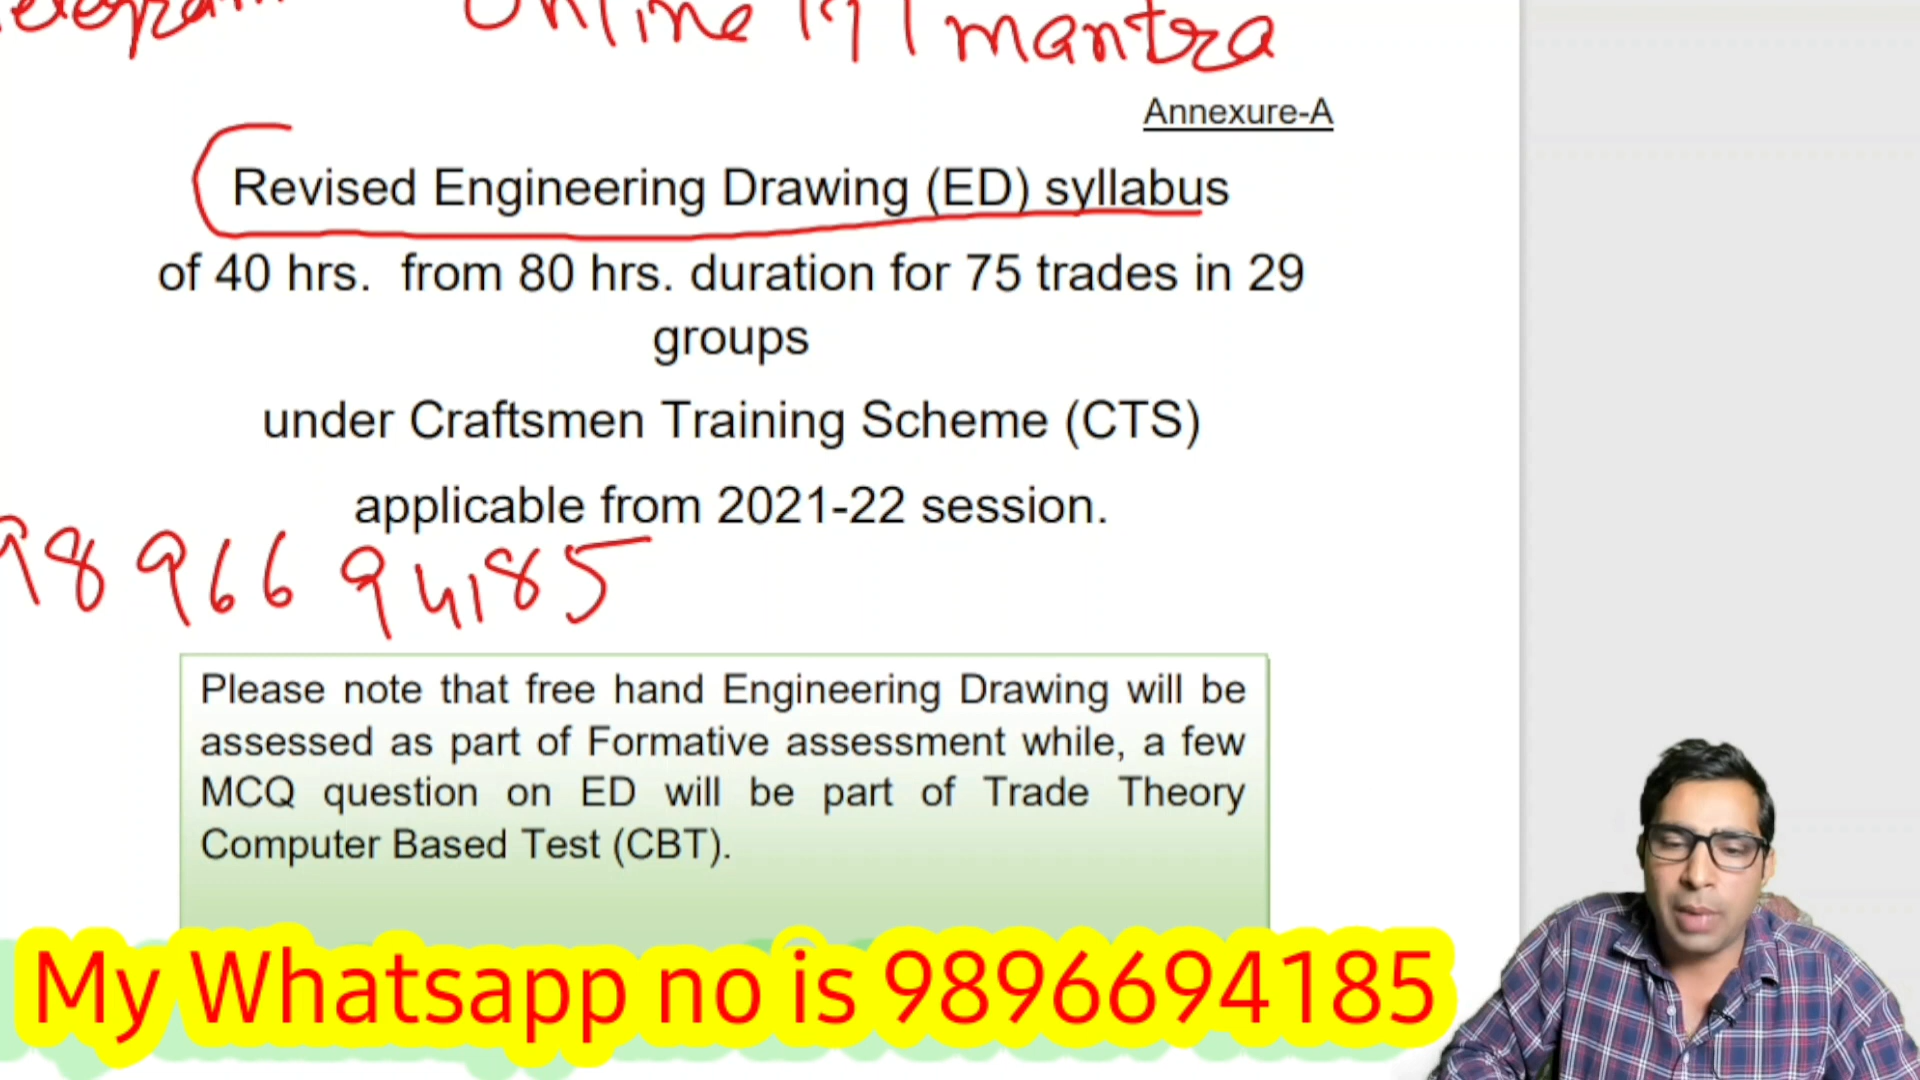 Online ITI mantra
Annexure-A
Revised Engineering Drawing (ED) syllabus
of 40 hrs. from 80 hrs. duration for 75 trades in 29
groups
under Craftsmen Training Scheme (CTS)
applicable from 2021-22 session.
98966 94185
Please note that free hand Engineering Drawing will be
assessed as part of Formative assessment while, a few
MCQ question on ED will be part of Trade Theory
Computer Based Test (CBT).
My Whatsapp no is 9896694185